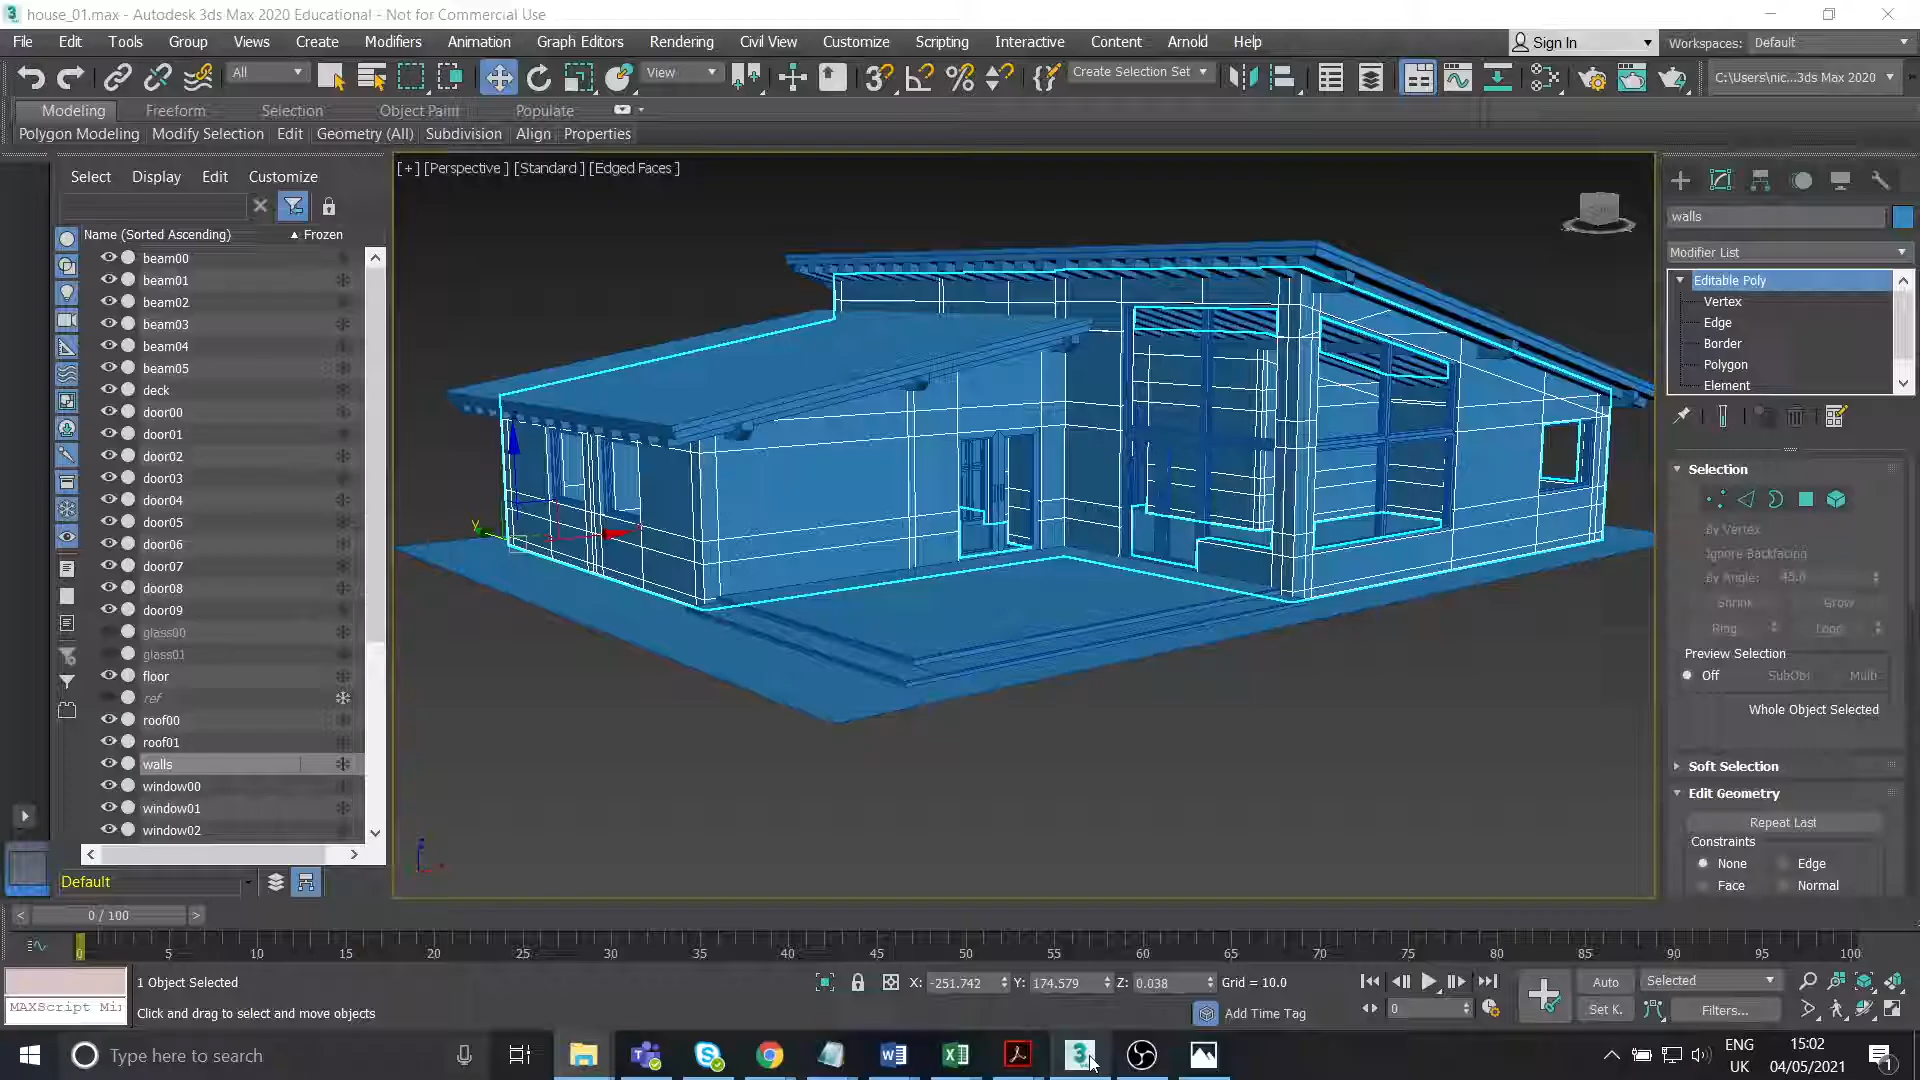 house_01.max - Autodesk 3ds Max 2020 Educational - Not for Commercial Use
File Edit Tools Group Views Create Modifiers Animation Graph Editors Rendering Civil View Customize Scripting Interactive Content Arnold Help
Sign In Workspaces: Default
All View Create Selection Set C:\Users\nic...3ds Max 2020
Modeling Freeform Selection Object Paint Populate
Polygon Modeling Modify Selection Edit Geometry (All) Subdivision Align Properties
Select Display Edit Customize
Name (Sorted Ascending) Frozen
beam00
beam01
beam02
beam03
beam04
beam05
deck
door00
door01
door02
door03
door04
door05
door06
door07
door08
door09
glass00
glass01
floor
ref
roof00
roof01
walls
window00
window01
window02
Default
[+] [Perspective ] [Standard ] [Edged Faces ]
y
walls
Modifier List
Editable Poly
Vertex
Edge
Border
Polygon
Element
Selection
By Vertex
Ignore Backfacing
By Angle: 45.0
Shrink Grow
Ring Loop
Preview Selection
Off SubObj Multi
Whole Object Selected
Soft Selection
Edit Geometry
Repeat Last
Constraints
None Edge
Face Normal
< 0 / 100 >
0 5 10 15 20 25 30 35 40 45 50 55 60 65 70 75 80 85 90 95 100
1 Object Selected X: -251.742 Y: 174.579 Z: 0.038 Grid = 10.0 Auto Selected
MAXScript Mi Click and drag to select and move objects Add Time Tag 0 Set K. Filters...
Type here to search ENG 15:02
UK 04/05/2021 1